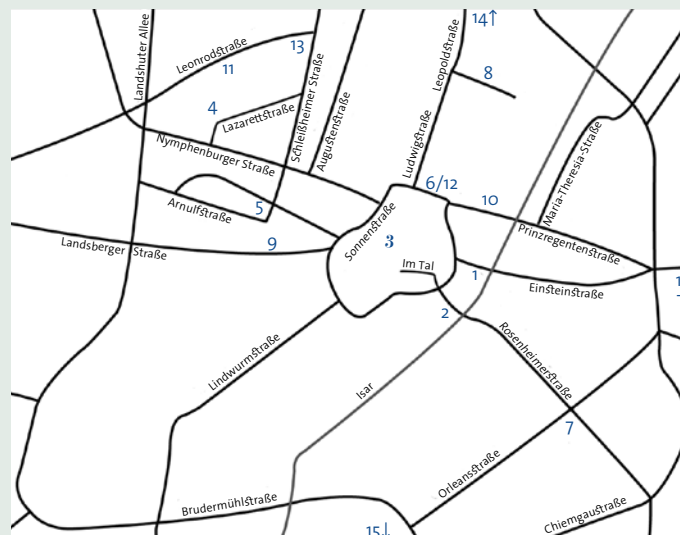 14↑
Landshuter Allee
Leonrodstraße
13
11
Schleißheimer Straße
Augustenstraße
Leopoldstraße
8
4
Lazarettstraße
Ludwigstraße
Maria-Theresia-Straße
Nymphenburger Straße
6/12
10
Arnulfstraße
5
Sonnenstraße
Prinzregentenstraße
Landsberger Straße
9
3
Im Tal
1
Einsteinstraße
2
Rosenheimerstraße
Lindwurmstraße
Isar
7
Orleansstraße
Brudermühlstraße
Chiemgaustraße
15↓